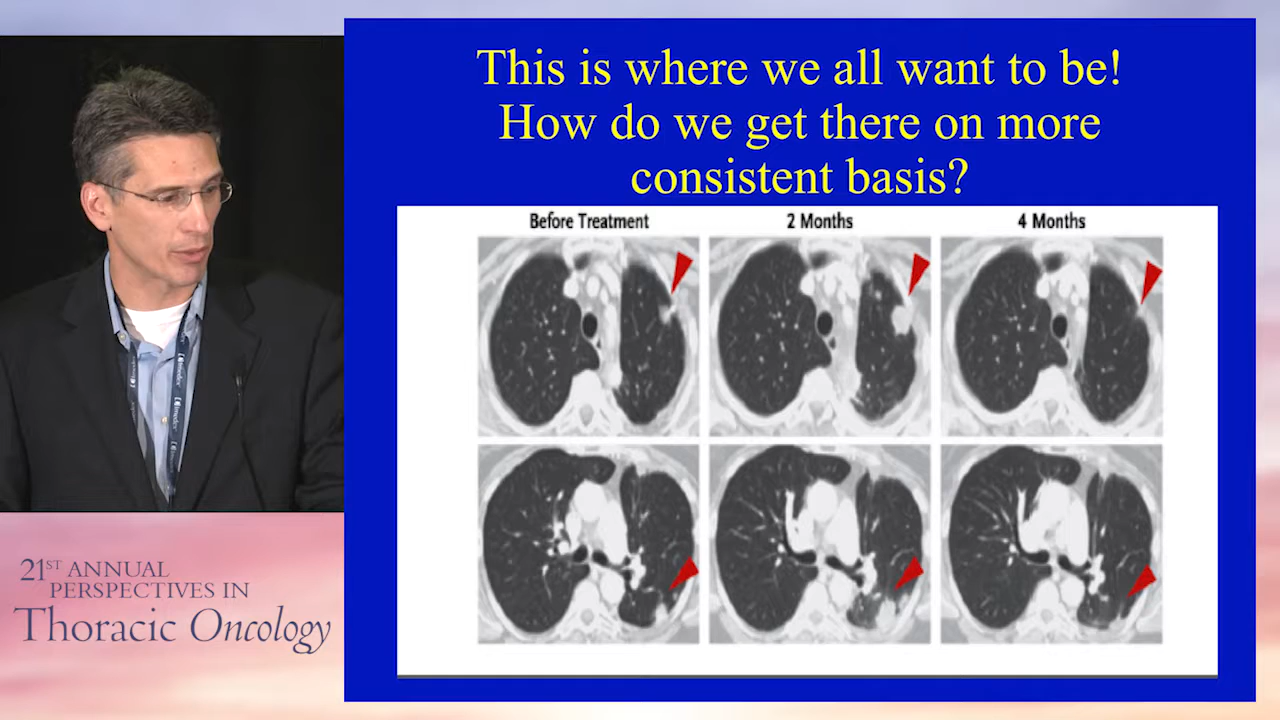 This is where we all want to be!
How do we get there on more
consistent basis?
Before Treatment
2 Months
4 Months
21ST ANNUAL
PERSPECTIVES IN
Thoracic Oncology